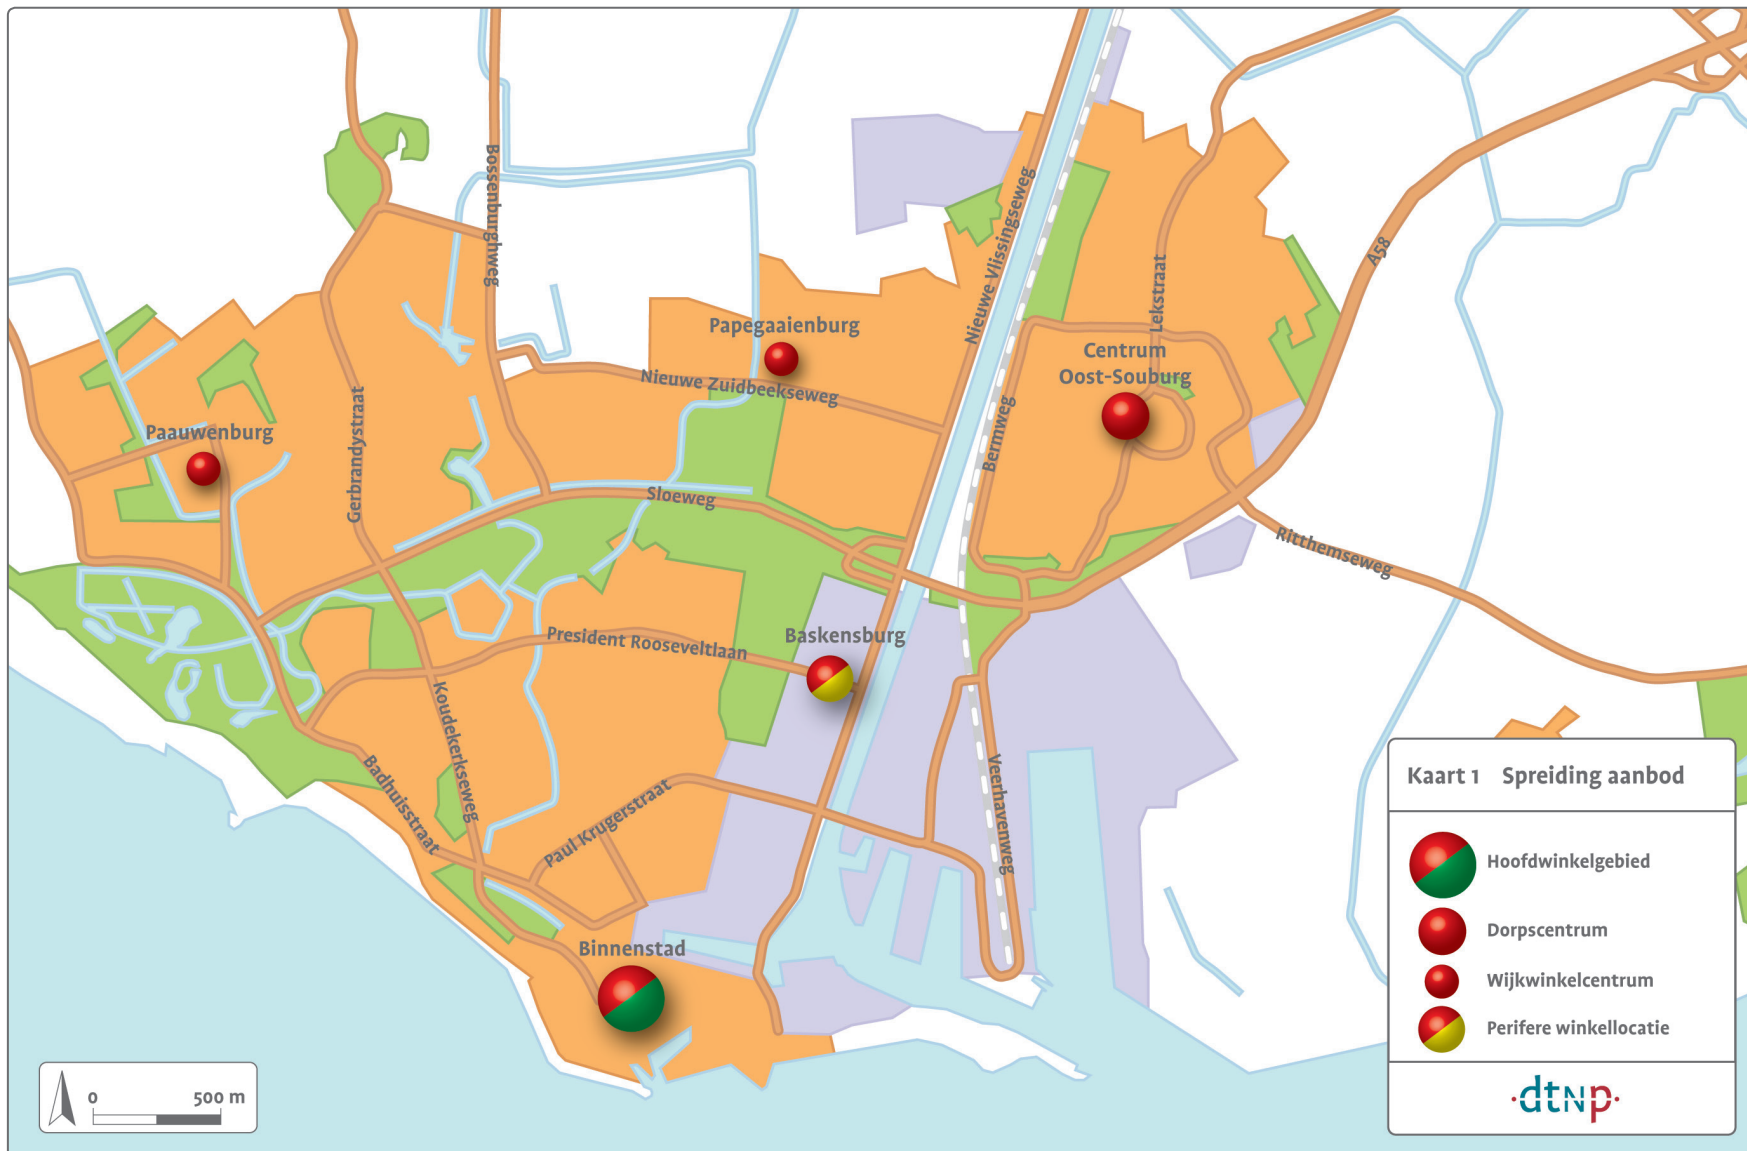 Bossenburghweg
Nieuwe Vlissingseweg
Lekstraat
A58
Papegaaienburg
Centrum
Oost-Souburg
Nieuwe Zuidbeekseweg
Bermweg
Paauwenburg
Gerbrandystraat
Sloeweg
Ritthemseweg
President Rooseveltlaan
Baskensburg
Koudekerkseweg
Badhuisstraat
Paul Krugerstraat
Veerhavenweg
Binnenstad
0 500 m
Kaart 1 Spreiding aanbod
Hoofdwinkelgebied
Dorpscentrum
Wijkwinkelcentrum
Perifere winkellocatie
·dtNp·